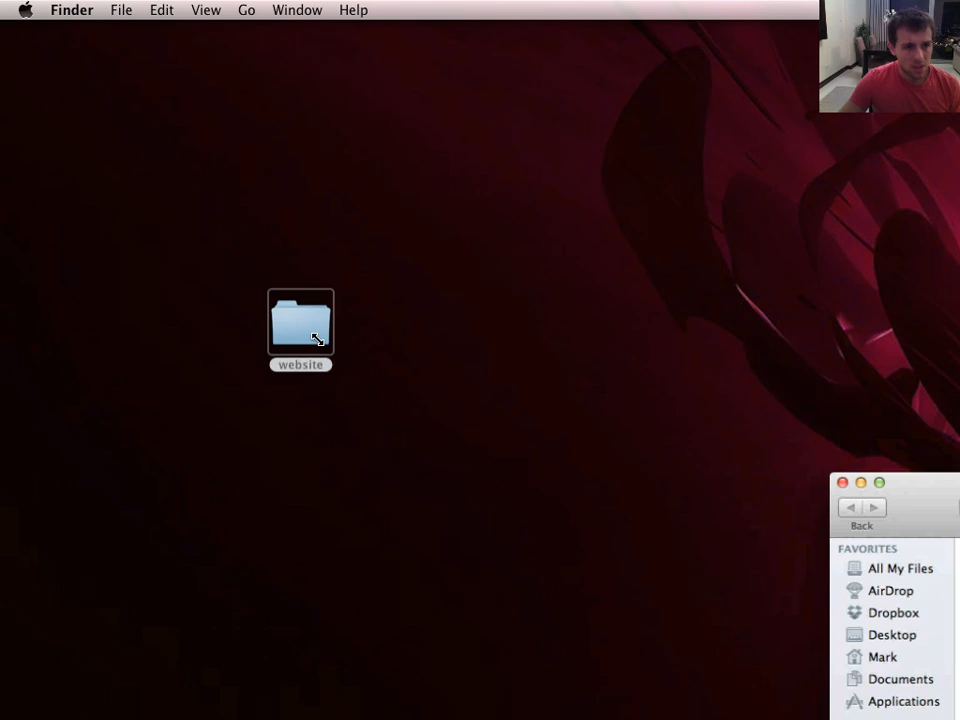 Finder File Edit View Go Window Help
website
Back
FAVORITES
All My Files
AirDrop
Dropbox
Desktop
Mark
Documents
Applications